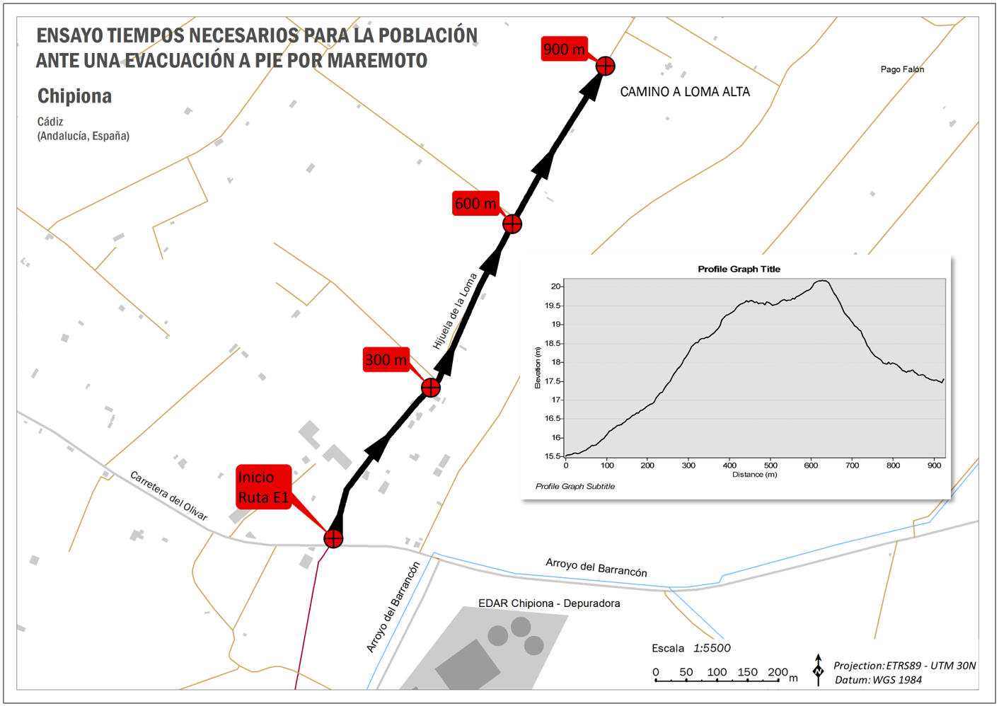 ENSAYO TIEMPOS NECESARIOS PARA LA POBLACIÓN
ANTE UNA EVACUACIÓN A PIE POR MAREMOTO
Chipiona
Cádiz
(Andalucía, España)
900 m
CAMINO A LOMA ALTA
Pago Falón
600 m
Hijuela de la Loma
300 m
Inicio
Ruta E1
Carretera del Olivar
Profile Graph Title
Elevation (m)
20
19.5
19
18.5
18
17.5
17
16.5
16
15.5
0 100 200 300 400 500 600 700 800 900
Distance (m)
Profile Graph Subtitle
Arroyo del Barrancón
Arroyo del Barrancón
EDAR Chipiona - Depuradora
Escala 1:5500
0 50 100 150 200 m
N
Projection: ETRS89 - UTM 30N
Datum: WGS 1984